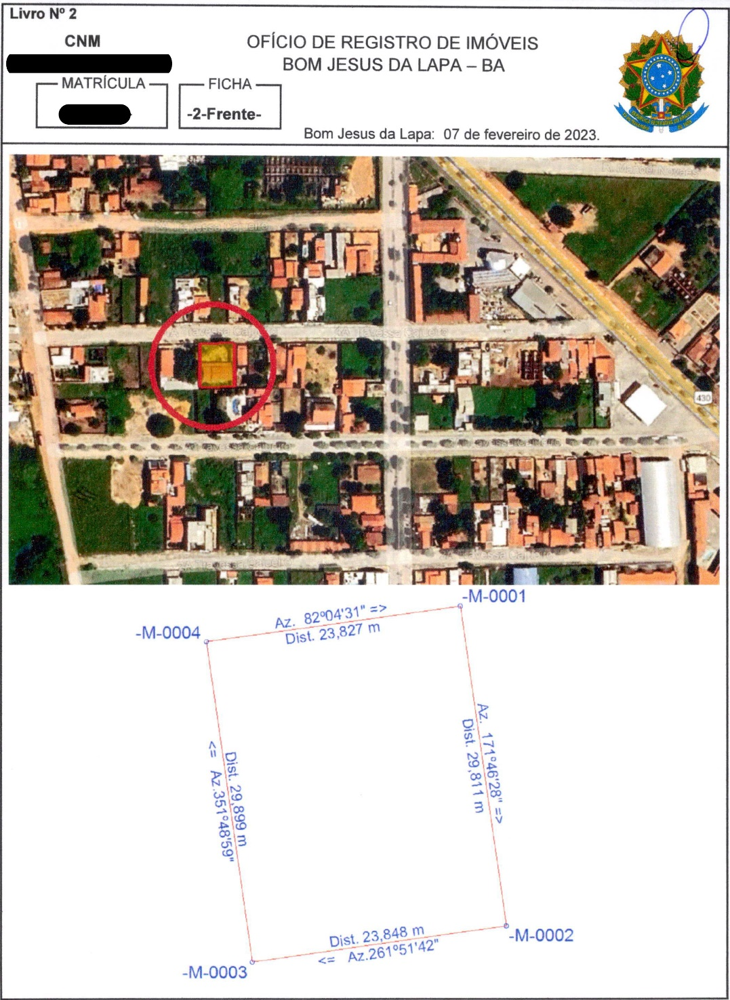 Livro Nº 2
CNM
OFÍCIO DE REGISTRO DE IMÓVEIS
BOM JESUS DA LAPA – BA
MATRÍCULA
FICHA
-2-Frente-
Bom Jesus da Lapa: 07 de fevereiro de 2023.
430
-M-0001
Az. 82º04'31" =>
Dist. 23,827 m
-M-0004
Az. 171º46'28" =>
Dist. 29,811 m
Dist. 29,899 m
<= Az.351º48'59"
Dist. 23,848 m
<= Az.261º51'42"
-M-0002
-M-0003